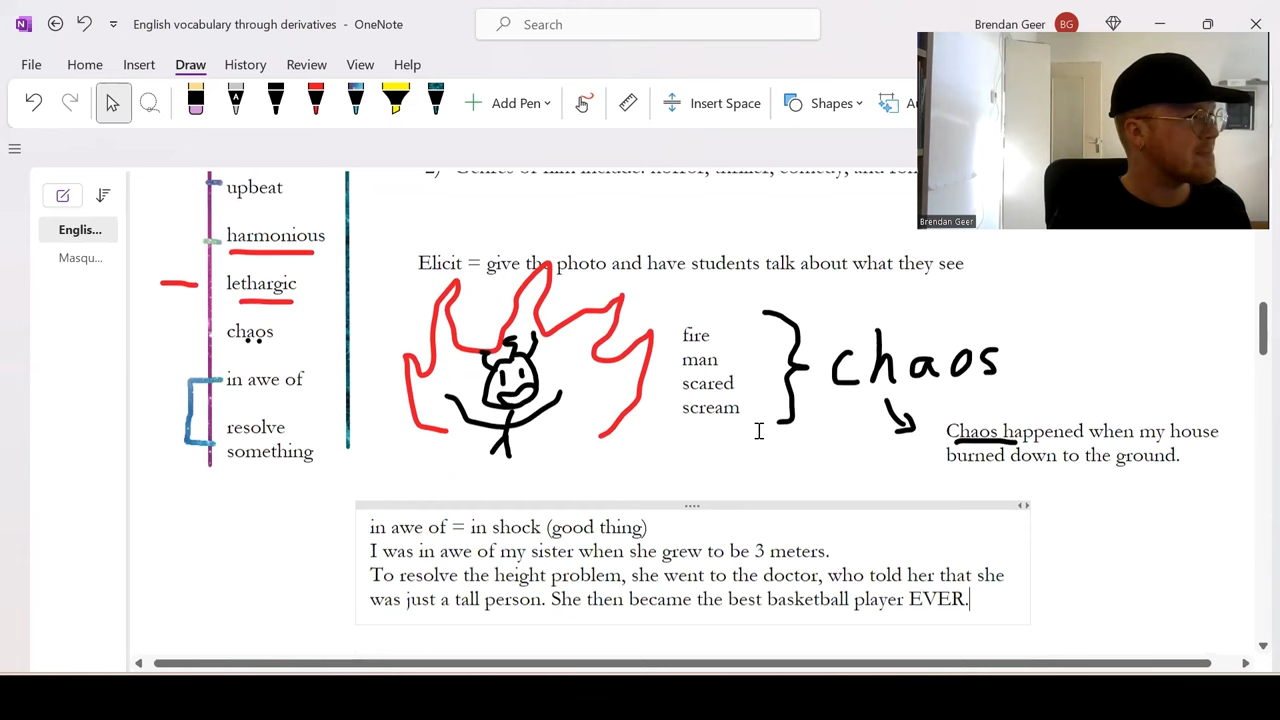 English vocabulary through derivatives - OneNote
Search
Brendan Geer
BG
File Home Insert Draw History Review View Help
Add Pen
Insert Space
Shapes
Englis...
Masqu...
upbeat
harmonious
lethargic
chaos
in awe of
resolve
something
Elicit = give the photo and have students talk about what they see
fire
man
scared
scream
chaos
Chaos happened when my house
burned down to the ground.
in awe of = in shock (good thing)
I was in awe of my sister when she grew to be 3 meters.
To resolve the height problem, she went to the doctor, who told her that she
was just a tall person. She then became the best basketball player EVER.
Brendan Geer